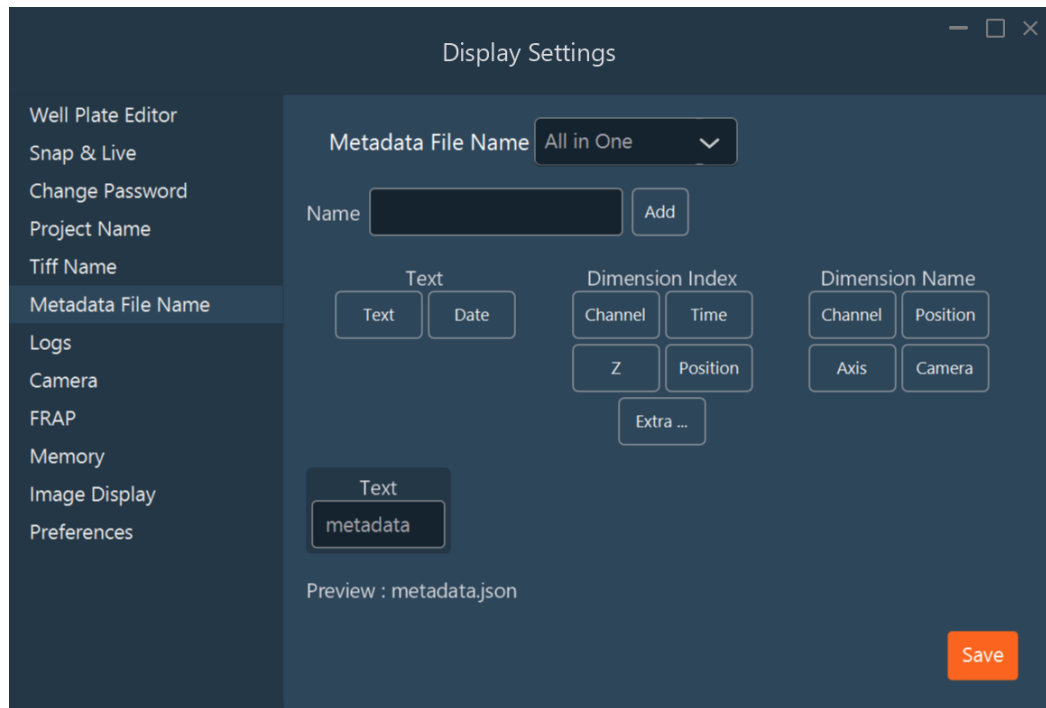 Display Settings
Well Plate Editor
Snap & Live
Change Password
Project Name
Tiff Name
Metadata File Name
Logs
Camera
FRAP
Memory
Image Display
Preferences
Metadata File Name All in One
Name Add
Text Dimension Index Dimension Name
Text Date Channel Time Channel Position
Z Position Axis Camera
Extra ...
Text
metadata
Preview : metadata.json
Save